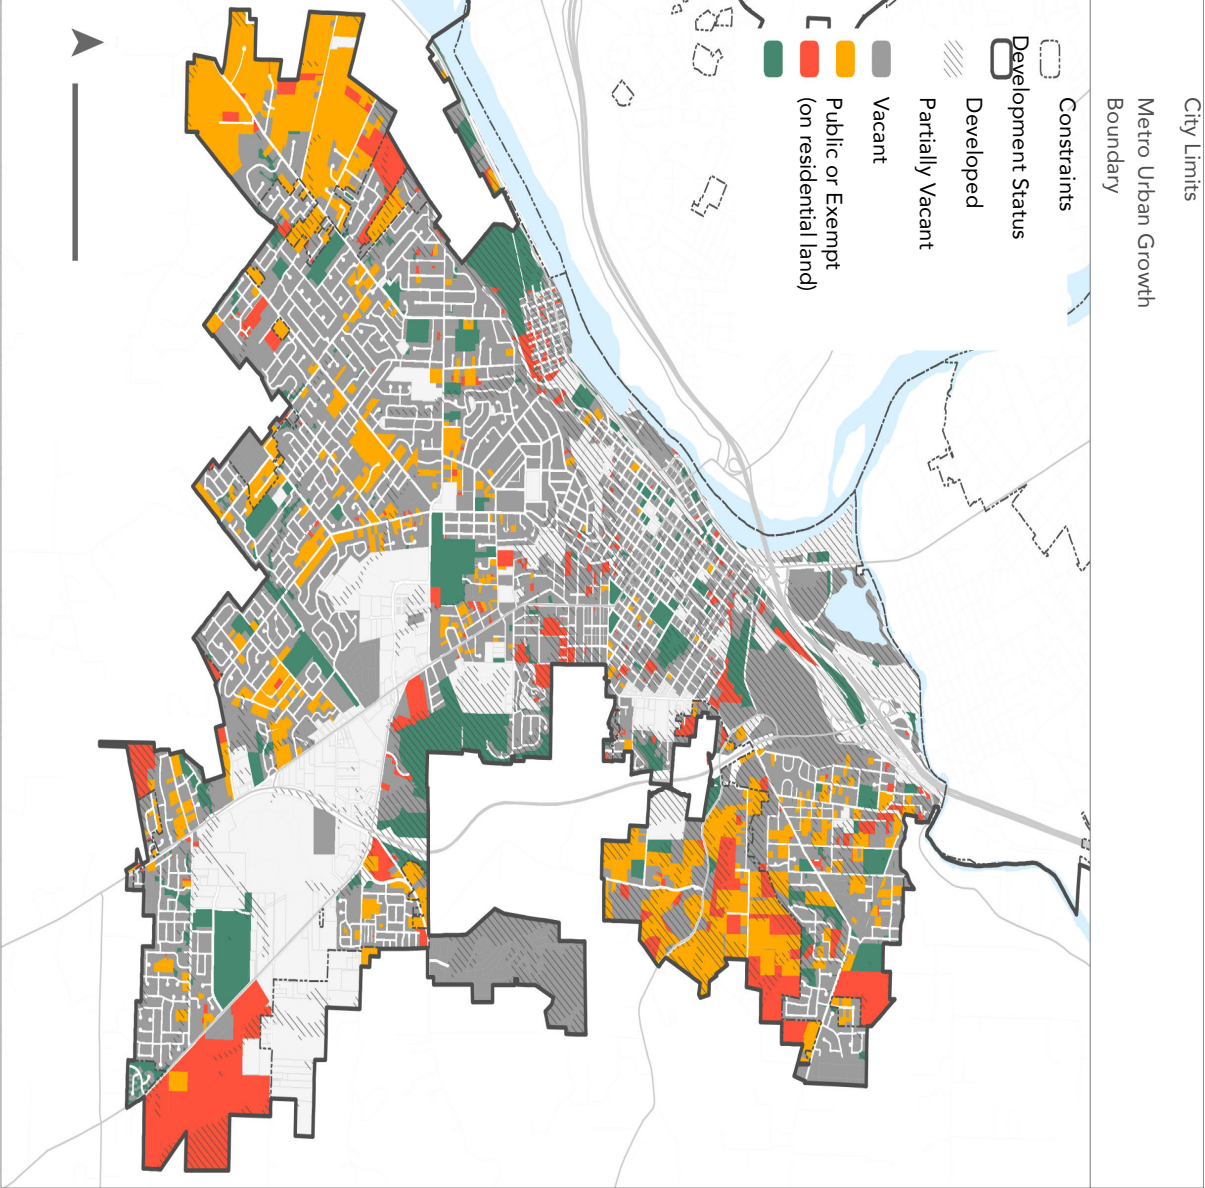 City Limits
Metro Urban Growth
Boundary
Constraints
Development Status
Developed
Partially Vacant
Vacant
Public or Exempt
(on residential land)